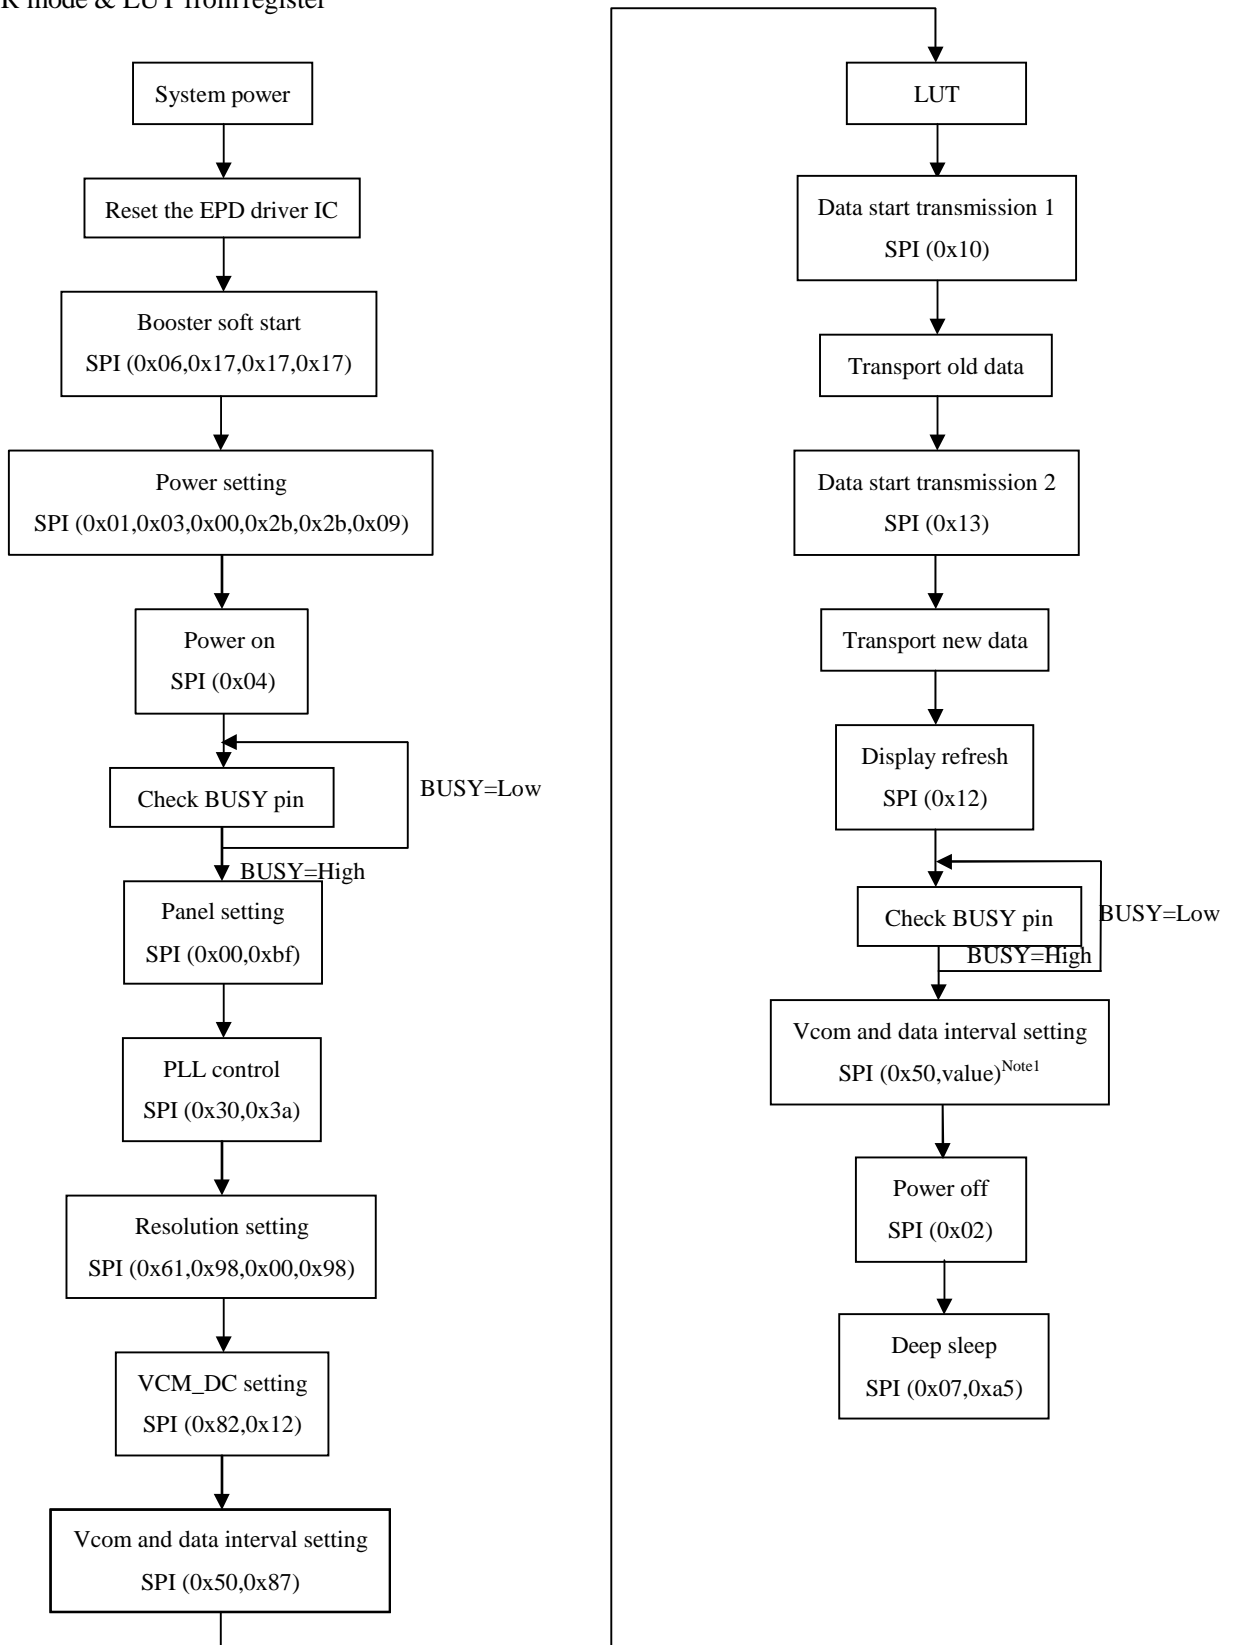 K mode & LUT from register
System power
Reset the EPD driver IC
Booster soft start
SPI (0x06,0x17,0x17,0x17)
Power setting
SPI (0x01,0x03,0x00,0x2b,0x2b,0x09)
Power on
SPI (0x04)
Check BUSY pin
BUSY=Low
BUSY=High
Panel setting
SPI (0x00,0xbf)
PLL control
SPI (0x30,0x3a)
Resolution setting
SPI (0x61,0x98,0x00,0x98)
VCM_DC setting
SPI (0x82,0x12)
Vcom and data interval setting
SPI (0x50,0x87)
LUT
Data start transmission 1
SPI (0x10)
Transport old data
Data start transmission 2
SPI (0x13)
Transport new data
Display refresh
SPI (0x12)
Check BUSY pin
BUSY=Low
BUSY=High
Vcom and data interval setting
SPI (0x50,value)Note1
Power off
SPI (0x02)
Deep sleep
SPI (0x07,0xa5)